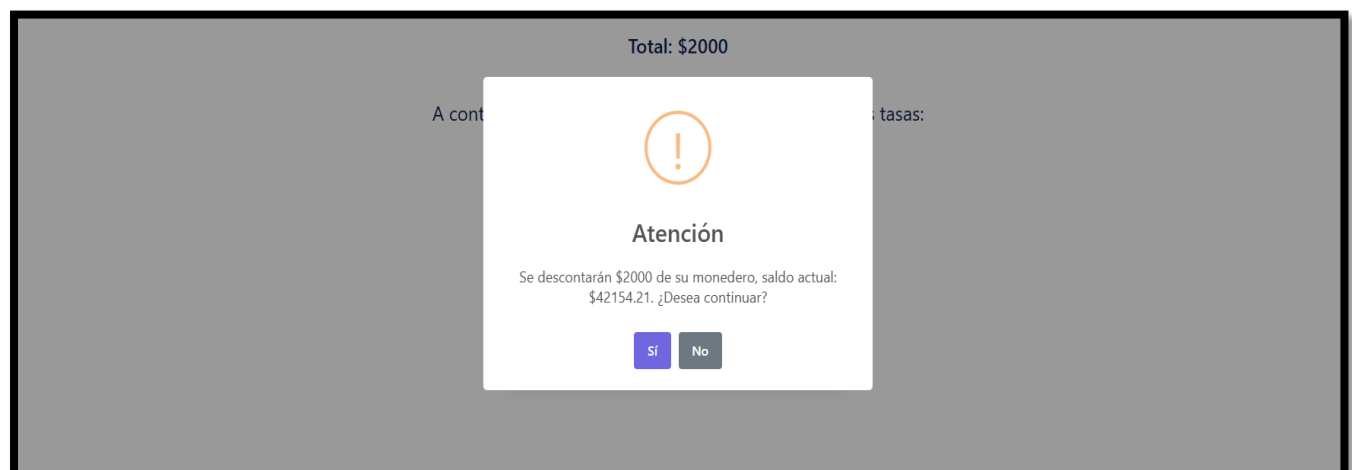 Total: $2000
A cont
tasas:
!
Atención
Se descontarán $2000 de su monedero, saldo actual:
$42154.21. ¿Desea continuar?
Sí No